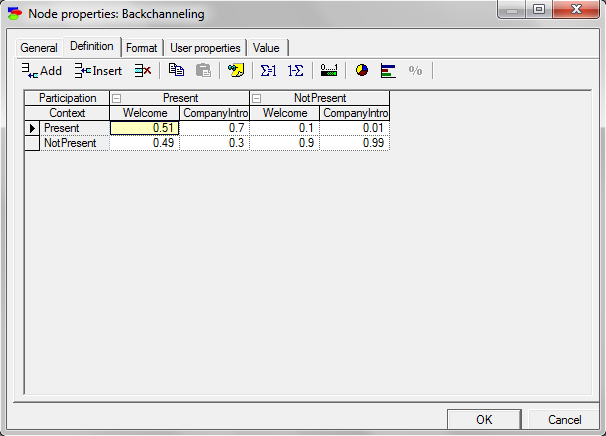 Node properties: Backchanneling
General Definition Format User properties Value
Add Insert Σ-1 1-Σ %
Participation Present NotPresent
Context Welcome CompanyIntro Welcome CompanyIntro
Present 0.51 0.7 0.1 0.01
NotPresent 0.49 0.3 0.9 0.99
OK Cancel